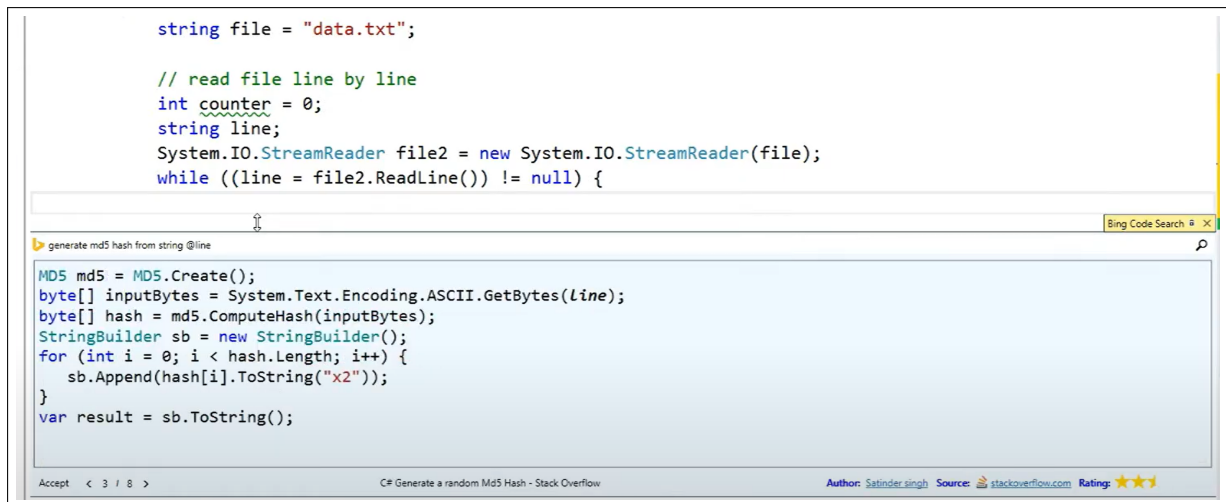 string file = "data.txt";
// read file line by line
int counter = 0;
string line;
System.IO.StreamReader file2 = new System.IO.StreamReader(file);
while ((line = file2.ReadLine()) != null) {
Bing Code Search
generate md5 hash from string @line
MD5 md5 = MD5.Create();
byte[] inputBytes = System.Text.Encoding.ASCII.GetBytes(line);
byte[] hash = md5.ComputeHash(inputBytes);
StringBuilder sb = new StringBuilder();
for (int i = 0; i < hash.Length; i++) {
sb.Append(hash[i].ToString("x2"));
}
var result = sb.ToString();
Accept < 3 / 8 > C# Generate a random Md5 Hash - Stack Overflow Author: Satinder singh Source: stackoverflow.com Rating: